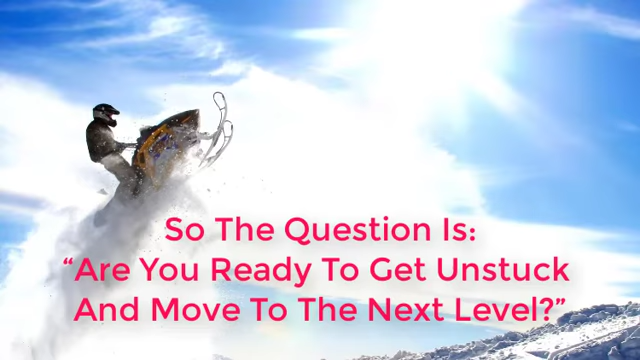 So The Question Is:
“Are You Ready To Get Unstuck
And Move To The Next Level?”